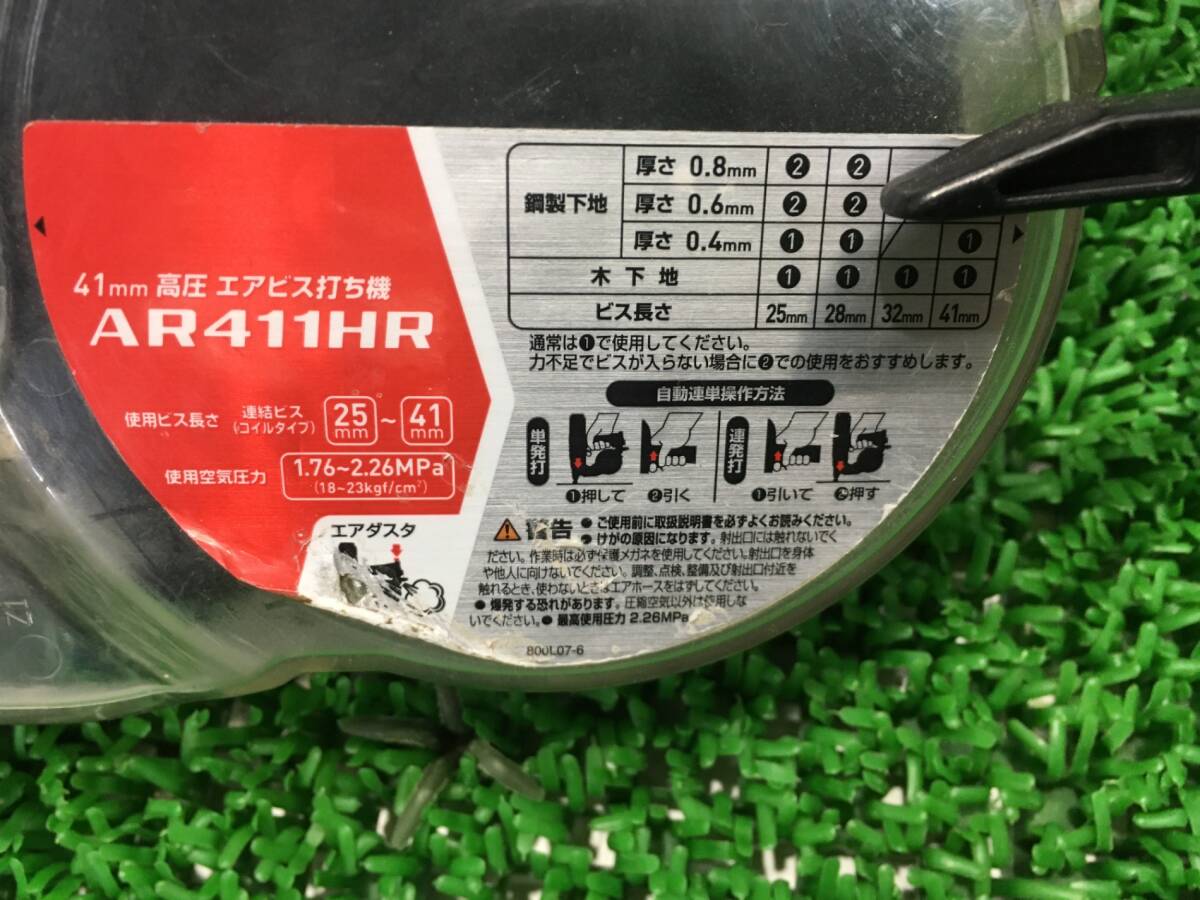 41mm 高圧 エアビス打ち機
AR411HR
使用ビス長さ 連結ビス (コイルタイプ) 25mm ~ 41mm
使用空気圧力 1.76~2.26MPa (18~23kgf/cm²)
エアダスタ
鋼製下地
厚さ 0.8mm ❷ ❷
厚さ 0.6mm ❷ ❷
厚さ 0.4mm ❶ ❶ ❶
木下地 ❶ ❶ ❶ ❶
ビス長さ 25mm 28mm 32mm 41mm
通常は❶で使用してください。
力不足でビスが入らない場合に❷での使用をおすすめします。
自動連単操作方法
単発打 ❶押して ❷引く
連発打 ❶引いて ❷押す
警告 ● ご使用前に取扱説明書を必ずよくお読みください。
● けがの原因になります。射出口には触れないでく
ださい。作業時は必ず保護メガネを使用してください。射出口を身体
や他人に向けないでください。調整、点検、整備及び射出口付近を
触れるとき、使わないときはエアホースをはずしてください。
● 爆発する恐れがあります。圧縮空気以外は使用しな
いでください。● 最高使用圧力 2.26MPa
800L07-6